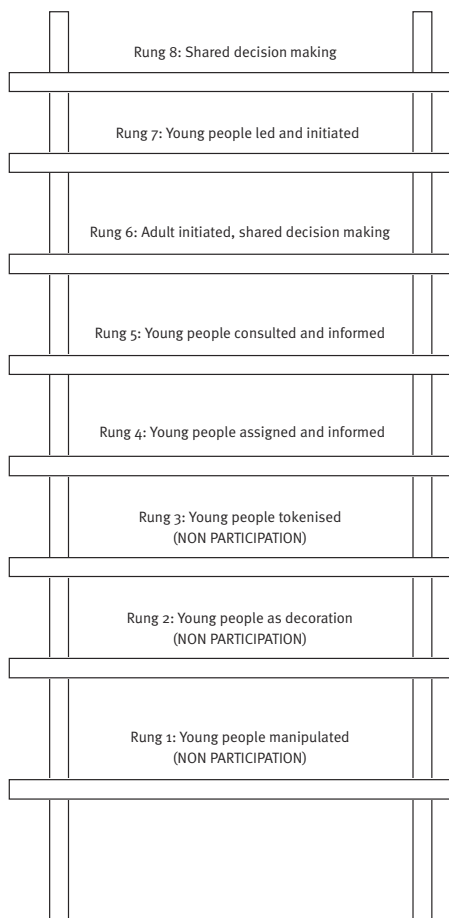 Rung 8: Shared decision making
Rung 7: Young people led and initiated
Rung 6: Adult initiated, shared decision making
Rung 5: Young people consulted and informed
Rung 4: Young people assigned and informed
Rung 3: Young people tokenised
(NON PARTICIPATION)
Rung 2: Young people as decoration
(NON PARTICIPATION)
Rung 1: Young people manipulated
(NON PARTICIPATION)